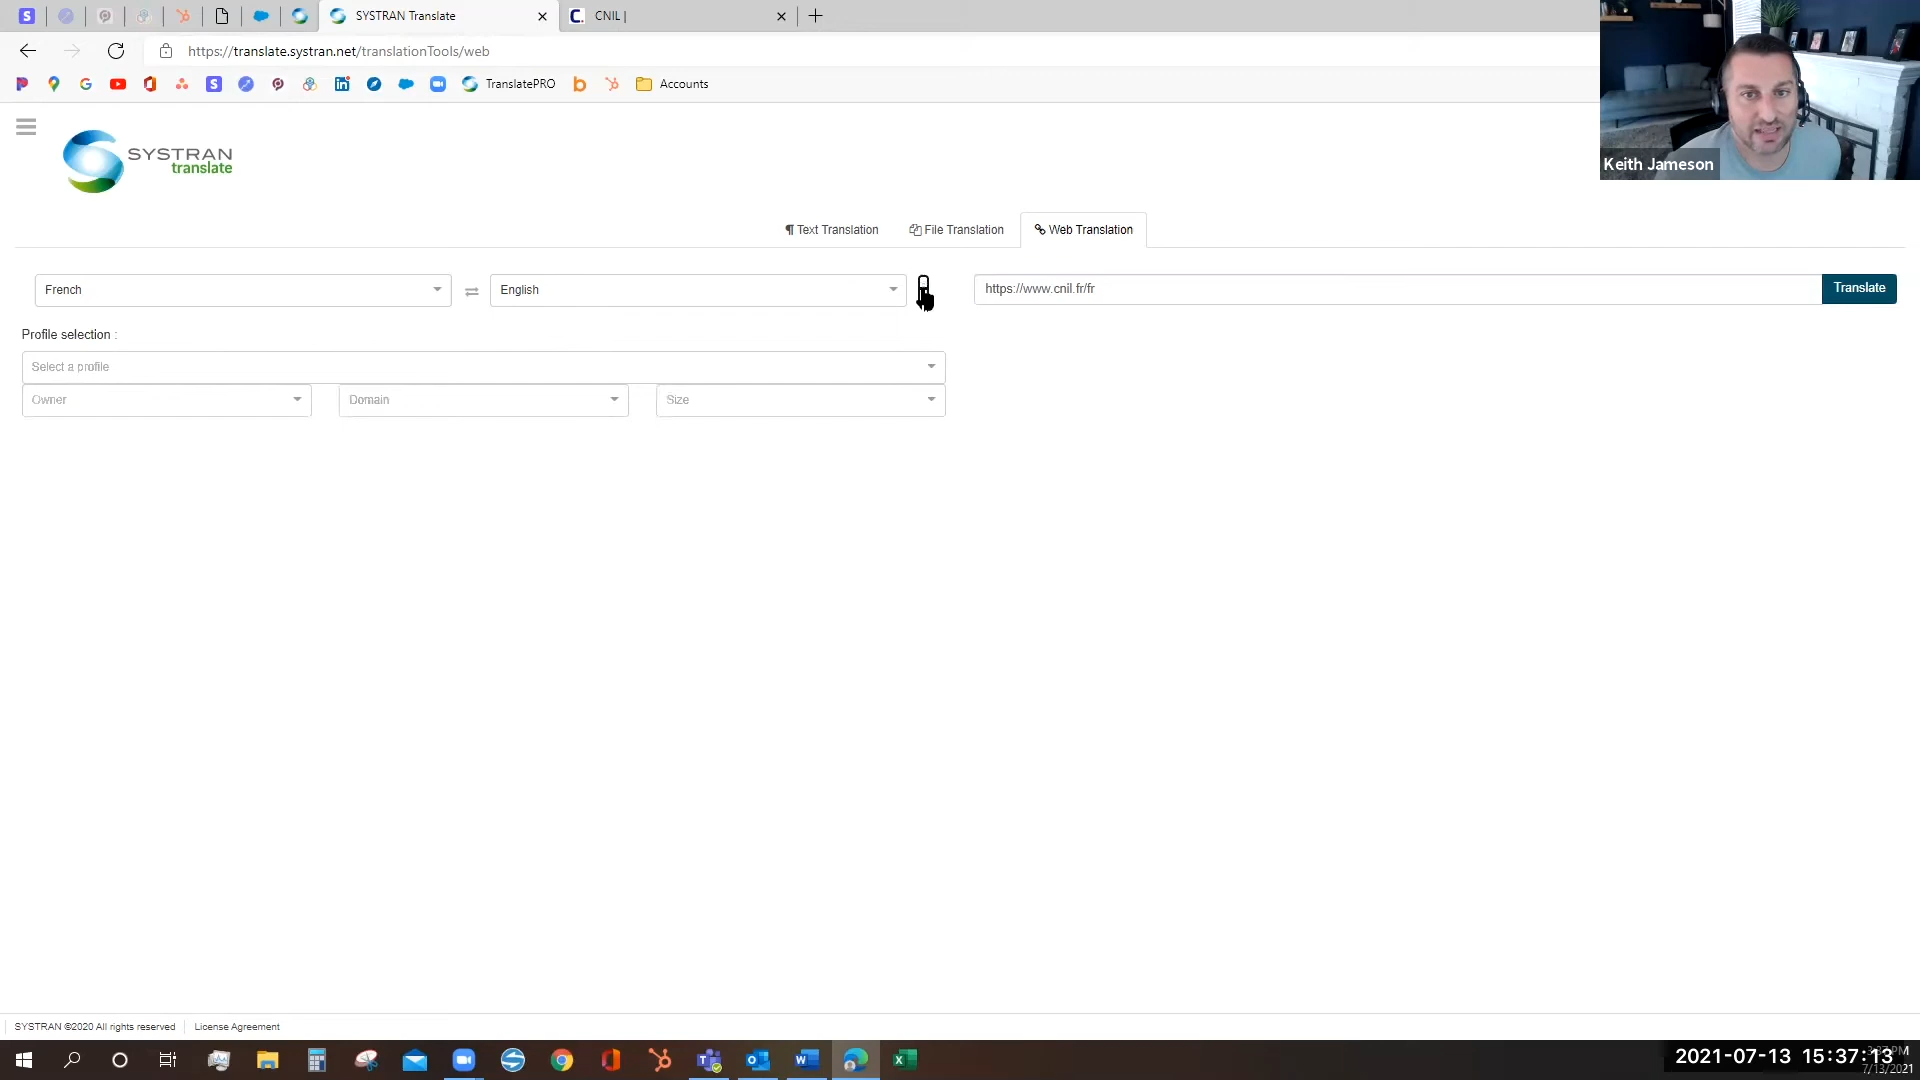 SYSTRAN Translate
CNIL |
https://translate.systran.net/translationTools/web
TranslatePRO
Accounts
Keith Jameson
SYSTRAN
translate
Text Translation
File Translation
Web Translation
French
English
https://www.cnil.fr/fr
Translate
Profile selection :
Select a profile
Owner
Domain
Size
SYSTRAN ©2020 All rights reserved
License Agreement
2021-07-13 15:37:13
7/13/2021